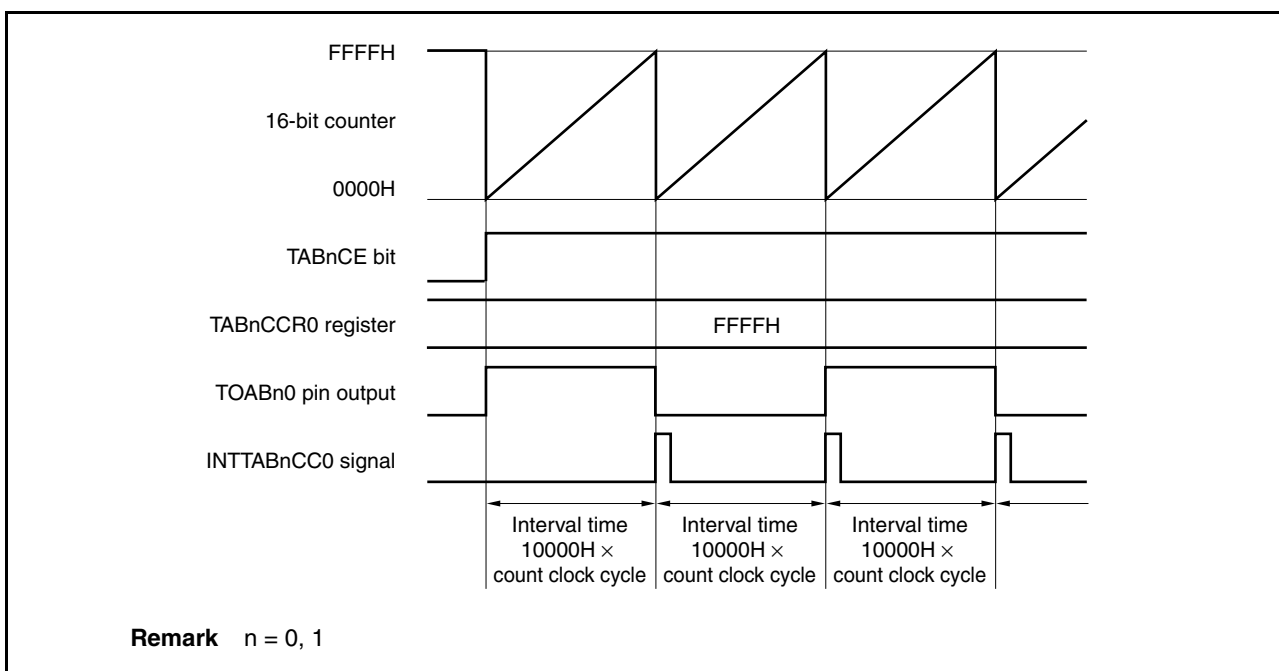 FFFFH
16-bit counter
0000H
TABnCE bit
TABnCCR0 register
FFFFH
TOABn0 pin output
INTTABnCC0 signal
Interval time
10000H ×
count clock cycle
Interval time
10000H ×
count clock cycle
Interval time
10000H ×
count clock cycle
Remark n = 0, 1